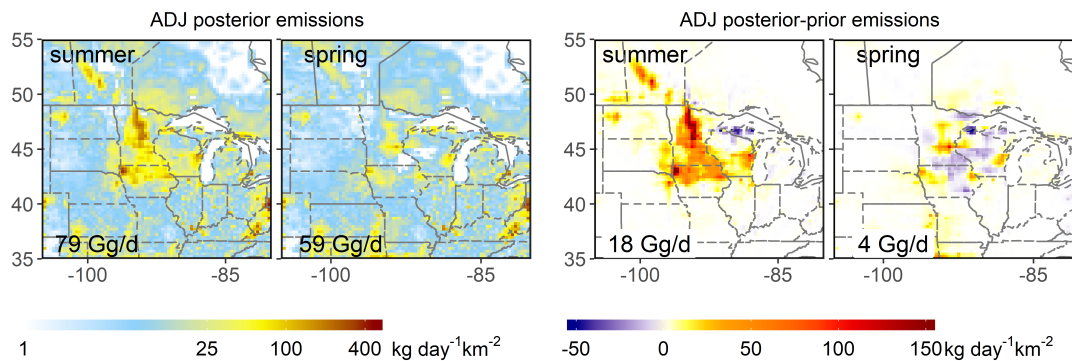 ADJ posterior emissions
ADJ posterior-prior emissions
55
50
45
40
35
summer
spring
79 Gg/d
59 Gg/d
-100
-85
-100
-85
55
50
45
40
35
summer
spring
18 Gg/d
4 Gg/d
-100
-85
-100
-85
1
25
100
400
kg day⁻¹km⁻²
-50
0
50
100
150
kg day⁻¹km⁻²